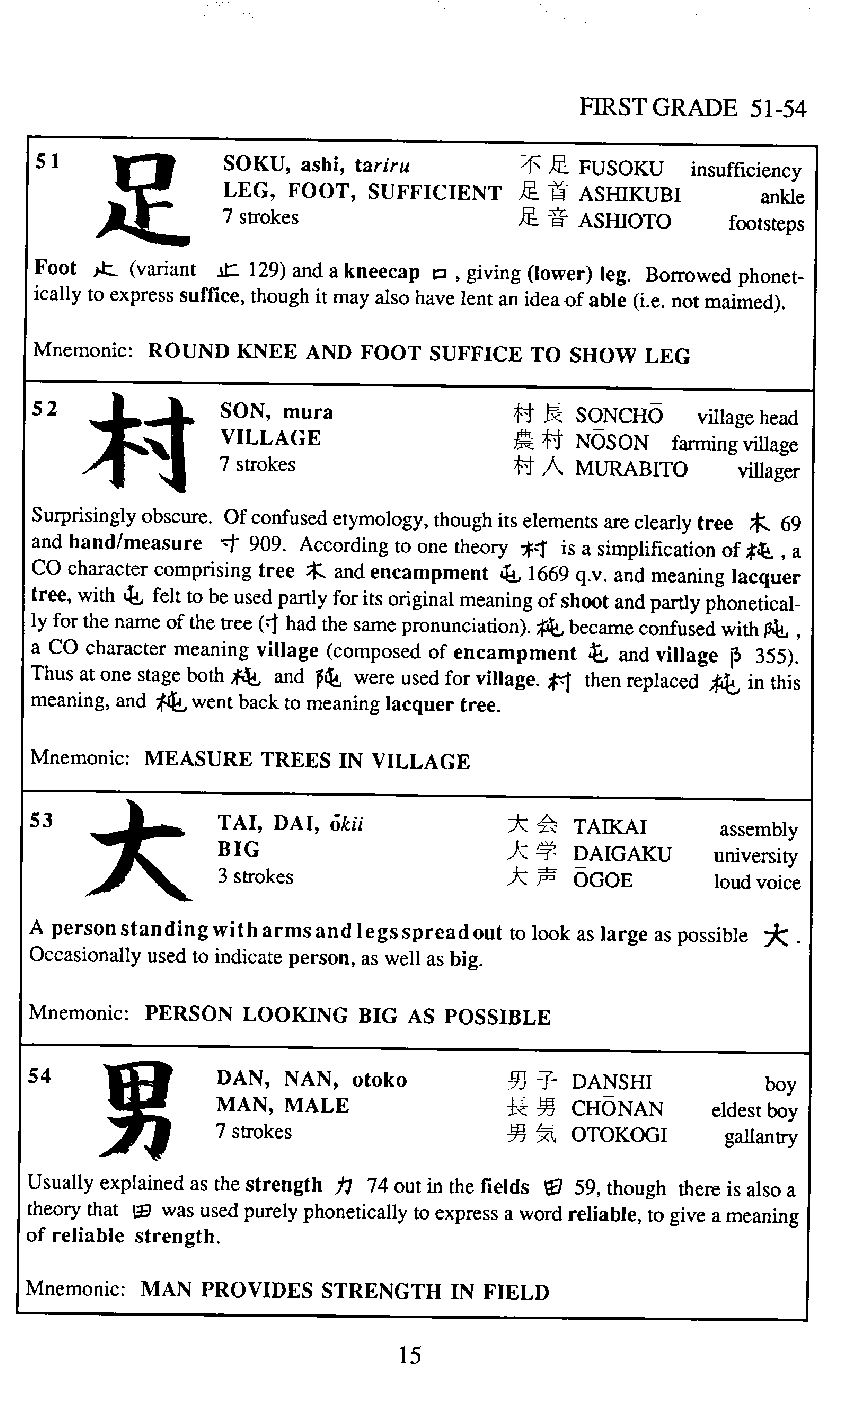 FIRST GRADE 51-54
51 足 SOKU, ashi, tariru 不足 FUSOKU insufficiency
LEG, FOOT, SUFFICIENT 足首 ASHIKUBI ankle
7 strokes 足音 ASHIOTO footsteps
Foot (variant 129) and a kneecap, giving (lower) leg. Borrowed phonet-
ically to express suffice, though it may also have lent an idea of able (i.e. not maimed).
Mnemonic: ROUND KNEE AND FOOT SUFFICE TO SHOW LEG
52 村 SON, mura 村長 SONCHŌ village head
VILLAGE 農村 NŌSON farming village
7 strokes 村人 MURABITO villager
Surprisingly obscure. Of confused etymology, though its elements are clearly tree 木 69
and hand/measure 寸 909. According to one theory 村 is a simplification of , a
CO character comprising tree 木 and encampment 屯 1669 q.v. and meaning lacquer
tree, with 屯 felt to be used partly for its original meaning of shoot and partly phonetical-
ly for the name of the tree (寸 had the same pronunciation). became confused with ,
a CO character meaning village (composed of encampment 屯 and village 阝 355).
Thus at one stage both and were used for village. 村 then replaced in this
meaning, and went back to meaning lacquer tree.
Mnemonic: MEASURE TREES IN VILLAGE
53 大 TAI, DAI, ōkii 大会 TAIKAI assembly
BIG 大学 DAIGAKU university
3 strokes 大声 ŌGOE loud voice
A person standing with arms and legs spread out to look as large as possible 大.
Occasionally used to indicate person, as well as big.
Mnemonic: PERSON LOOKING BIG AS POSSIBLE
54 男 DAN, NAN, otoko 男子 DANSHI boy
MAN, MALE 長男 CHŌNAN eldest boy
7 strokes 男気 OTOKOGI gallantry
Usually explained as the strength 力 74 out in the fields 田 59, though there is also a
theory that 田 was used purely phonetically to express a word reliable, to give a meaning
of reliable strength.
Mnemonic: MAN PROVIDES STRENGTH IN FIELD
15